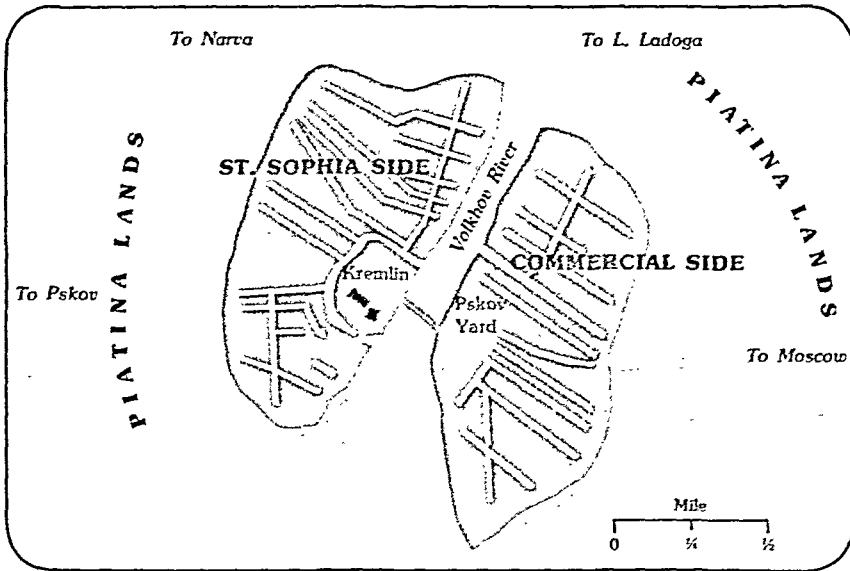 To Narva
To L. Ladoga
PIATINA LANDS
PIATINA LANDS
ST. SOPHIA SIDE
Volkhov River
COMMERCIAL SIDE
Kremlin
To Pskov
Pskov
Yard
To Moscow
Mile
0 ¼ ½